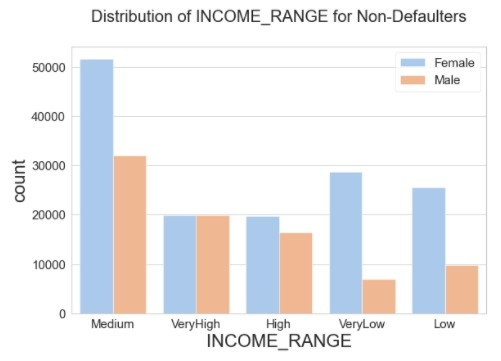 Distribution of INCOME_RANGE for Non-Defaulters
Female
Male
50000
40000
30000
20000
10000
0
count
Medium VeryHigh High VeryLow Low
INCOME_RANGE